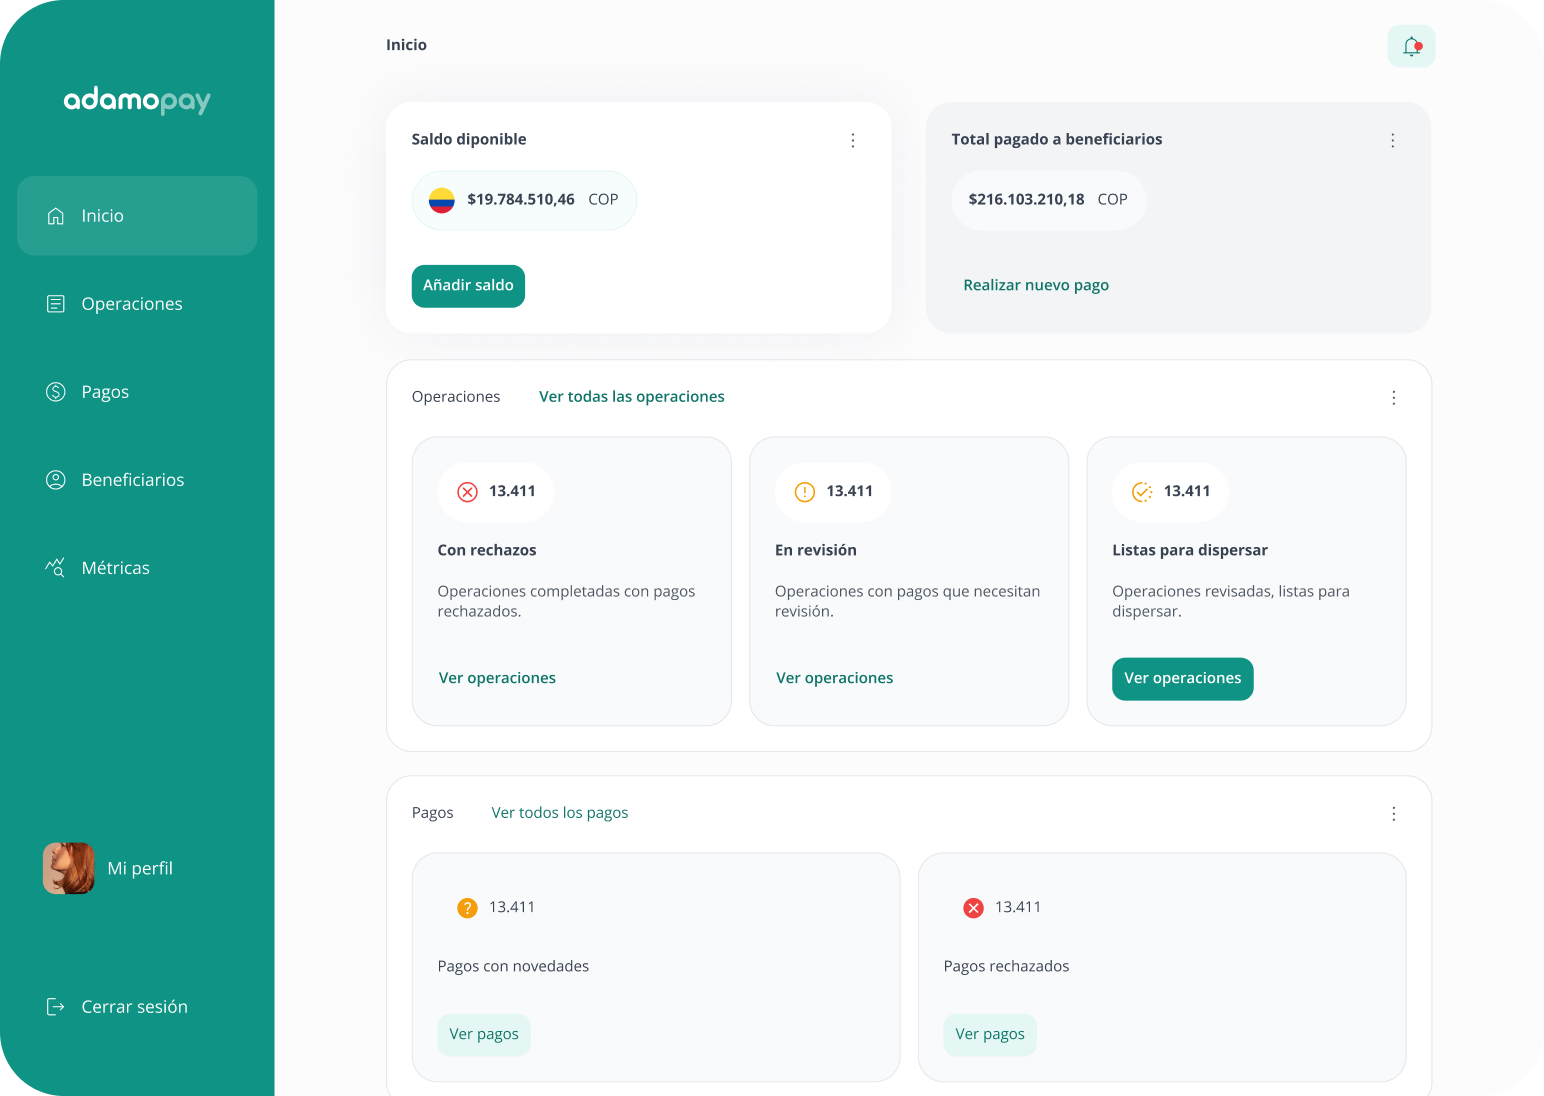 adamopay
Inicio
Operaciones
Pagos
Beneficiarios
Métricas
Mi perfil
Cerrar sesión
Inicio
Saldo diponible
$19.784.510,46 COP
Añadir saldo
Total pagado a beneficiarios
$216.103.210,18 COP
Realizar nuevo pago
Operaciones Ver todas las operaciones
13.411
Con rechazos
Operaciones completadas con pagos
rechazados.
Ver operaciones
13.411
En revisión
Operaciones con pagos que necesitan
revisión.
Ver operaciones
13.411
Listas para dispersar
Operaciones revisadas, listas para
dispersar.
Ver operaciones
Pagos Ver todos los pagos
13.411
Pagos con novedades
Ver pagos
13.411
Pagos rechazados
Ver pagos